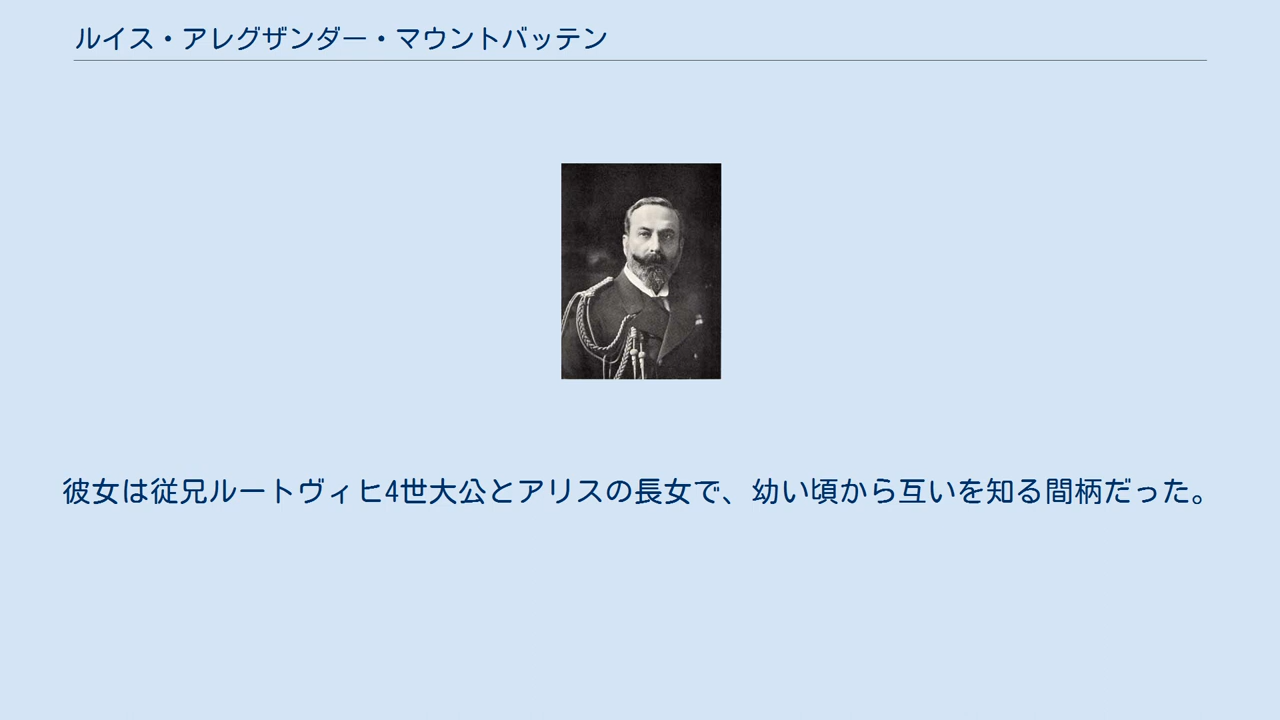 ルイス・アレグザンダー・マウントバッテン
彼女は従兄ルートヴィヒ4世大公とアリスの長女で、幼い頃から互いを知る間柄だった。